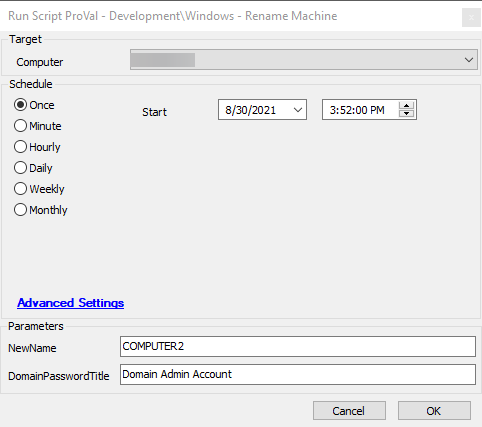 Run Script ProVal - Development\Windows - Rename Machine
Target
Computer
Schedule
Once Start 8/30/2021 3:52:00 PM
Minute
Hourly
Daily
Weekly
Monthly
Advanced Settings
Parameters
NewName COMPUTER2
DomainPasswordTitle Domain Admin Account
Cancel OK